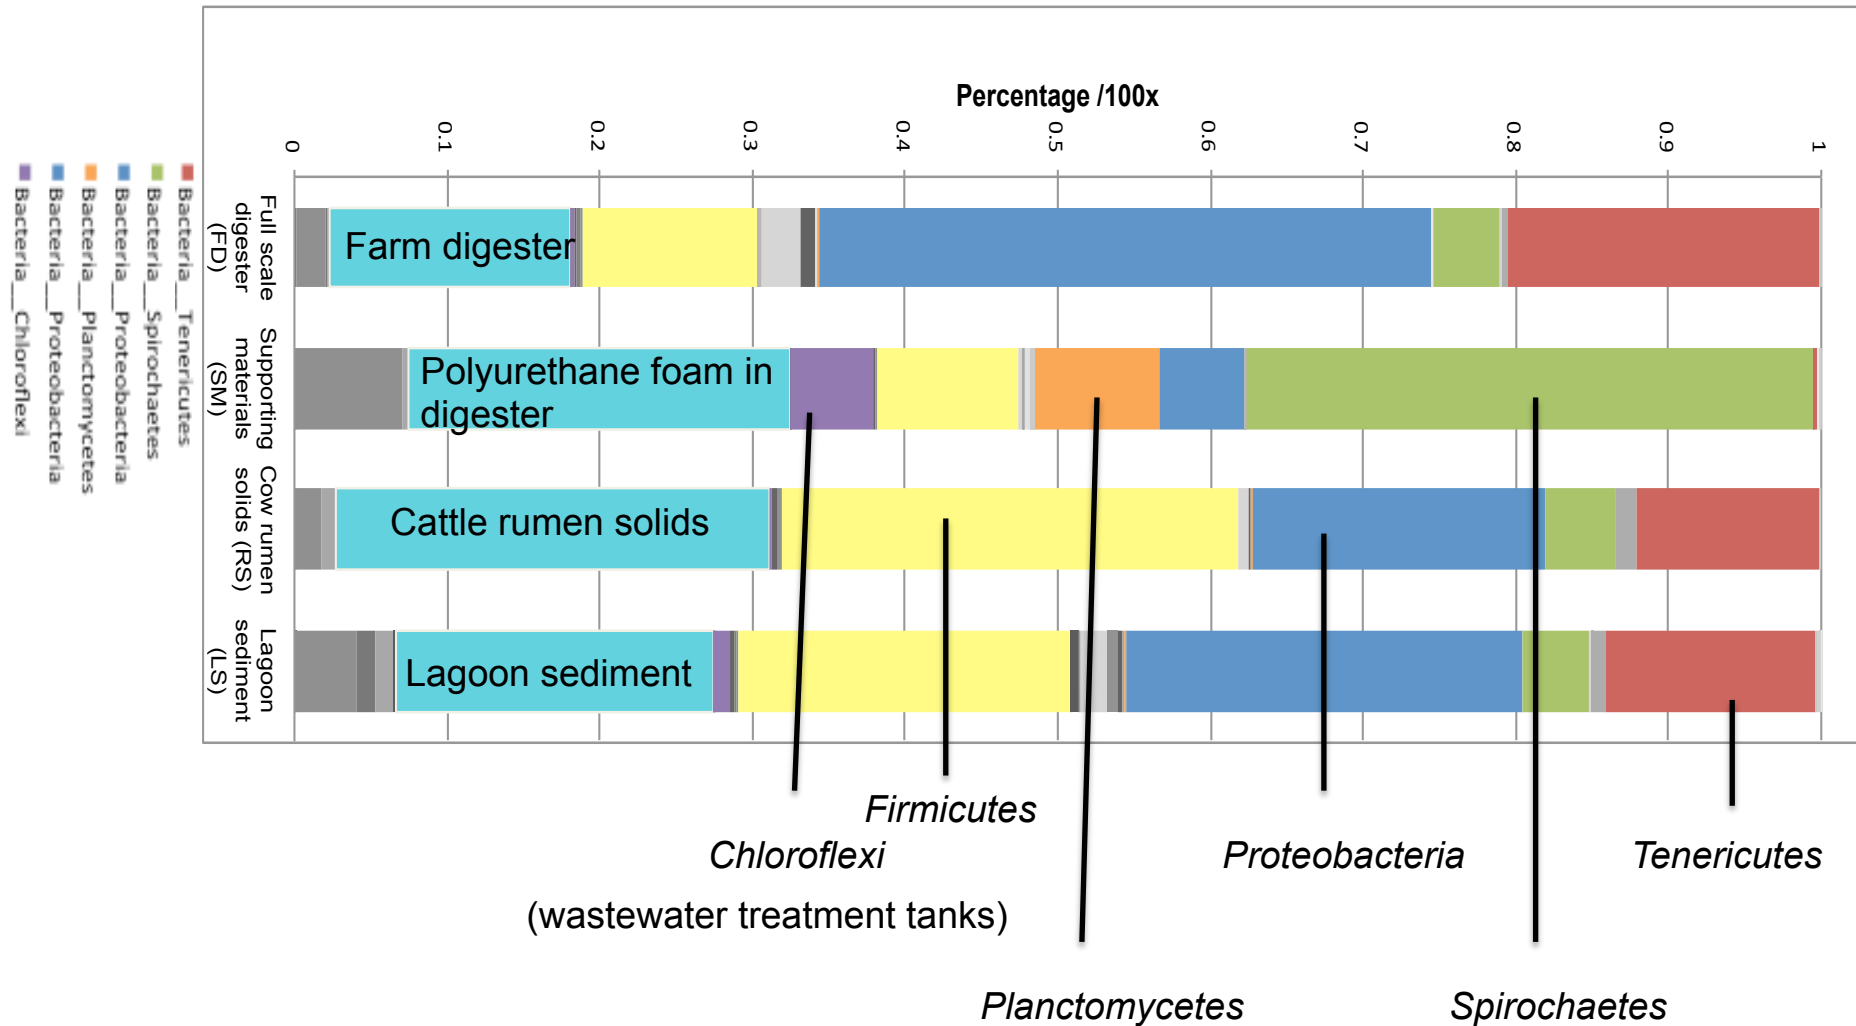 Percentage /100x
0
0.1
0.2
0.3
0.4
0.5
0.6
0.7
0.8
0.9
1
Full scale
digester
(FD)
Farm digester
Supporting
materials
(SM)
Polyurethane foam in
digester
Cow rumen
solids (RS)
Cattle rumen solids
Lagoon
sediment
(LS)
Lagoon sediment
Bacteria__Tenericutes
Bacteria__Spirochaetes
Bacteria__Proteobacteria
Bacteria__Planctomycetes
Bacteria__Proteobacteria
Bacteria__Chloroflexi
Firmicutes
Chloroflexi
Proteobacteria
Tenericutes
(wastewater treatment tanks)
Planctomycetes
Spirochaetes